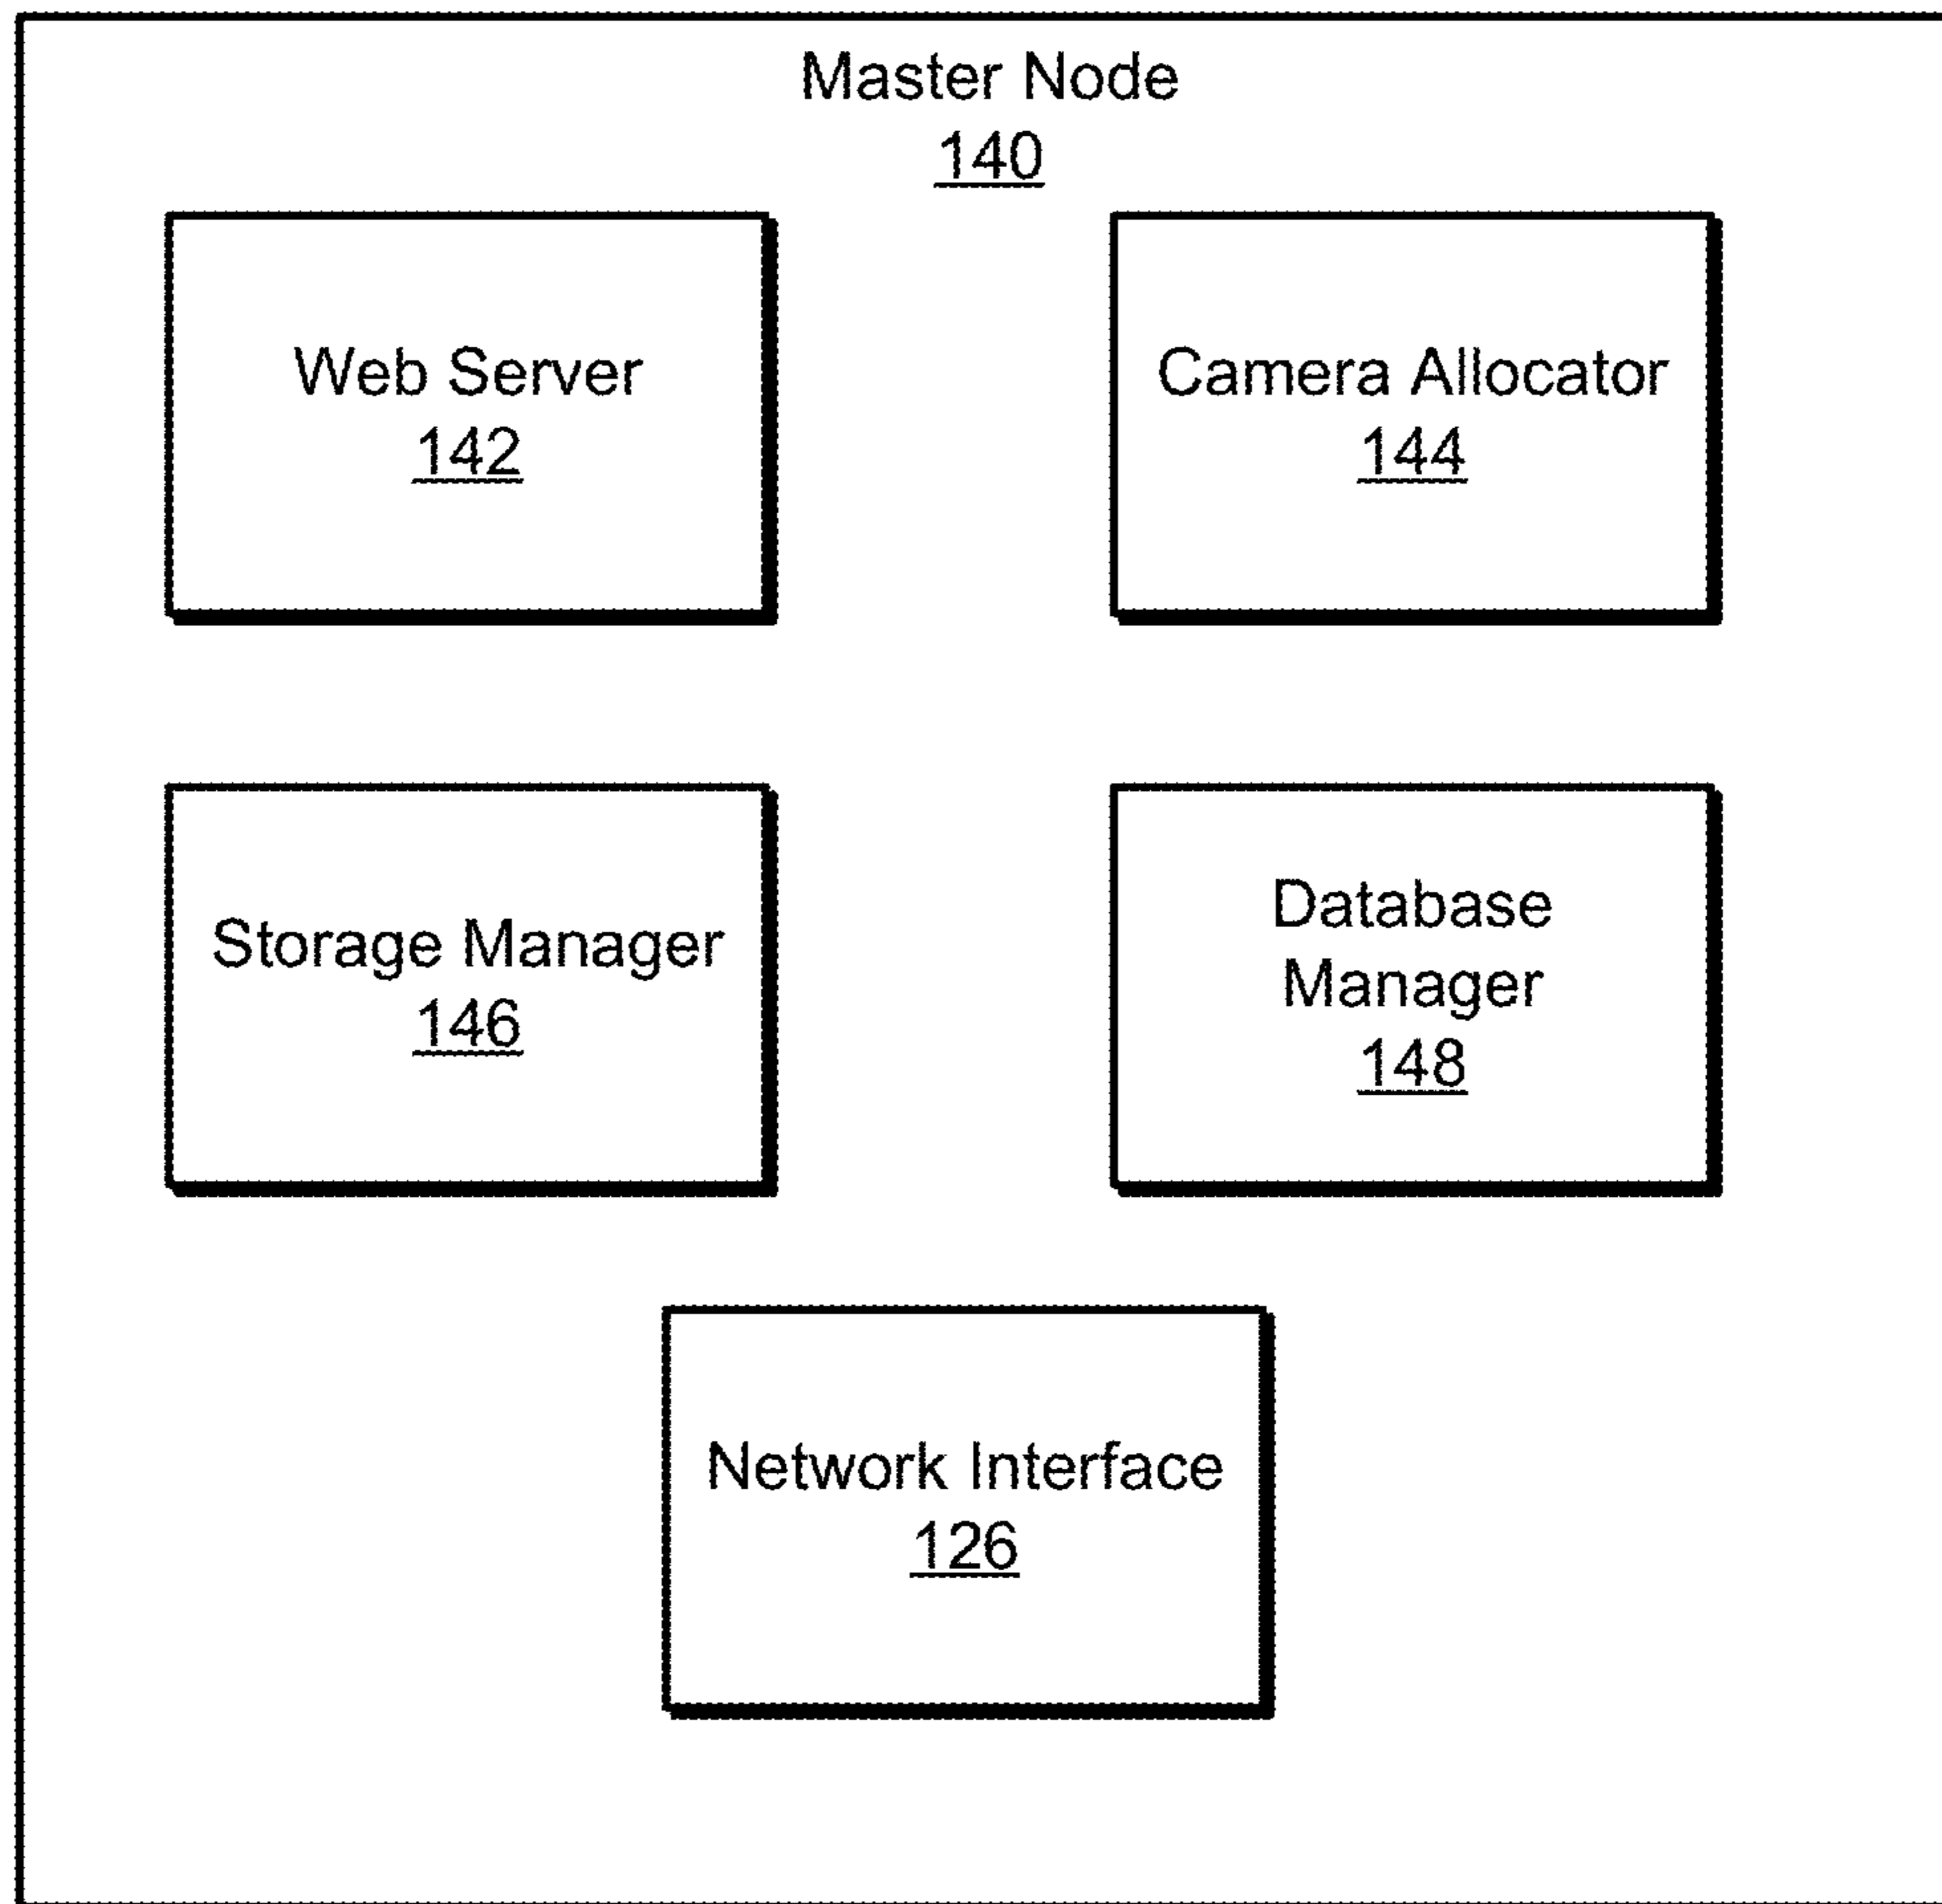 Master Node
140
Web Server
142
Camera Allocator
144
Storage Manager
146
Database
Manager
148
Network Interface
126